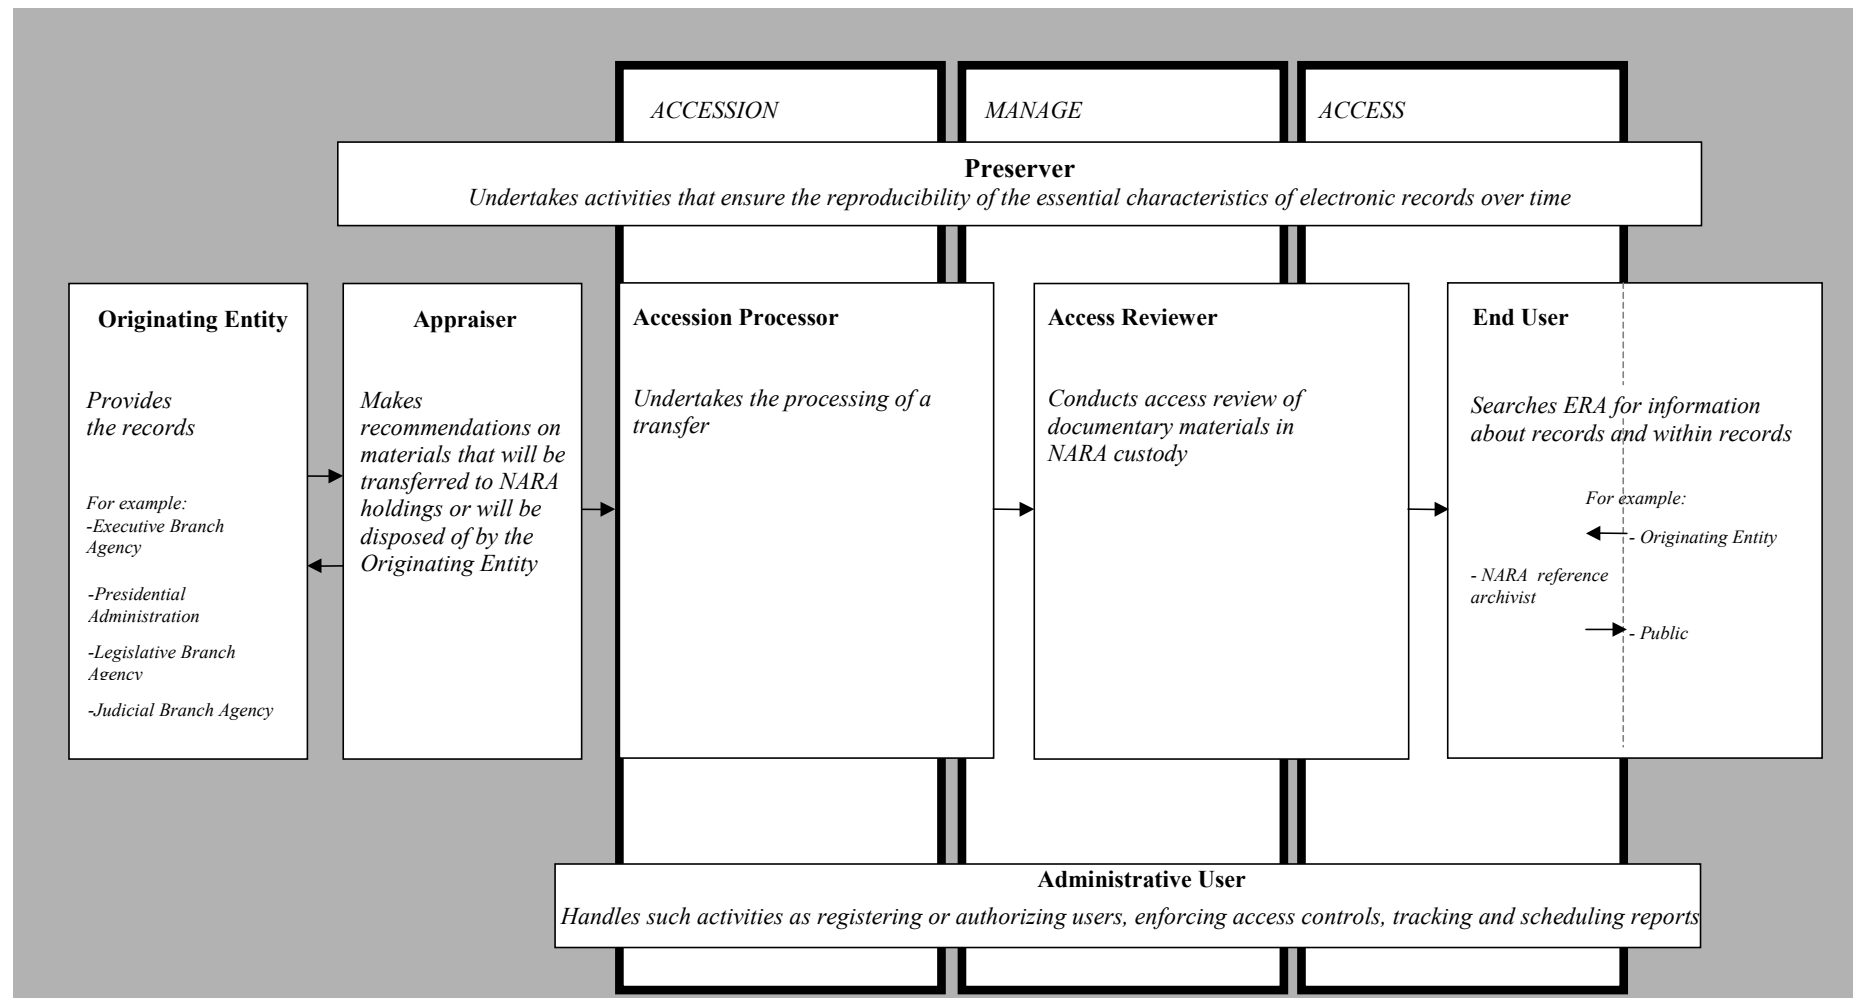 ACCESSION
MANAGE
ACCESS
Preserver
Undertakes activities that ensure the reproducibility of the essential characteristics of electronic records over time
Originating Entity
Provides
the records
For example:
-Executive Branch
Agency
-Presidential
Administration
-Legislative Branch
Agency
-Judicial Branch Agency
Appraiser
Makes
recommendations on
materials that will be
transferred to NARA
holdings or will be
disposed of by the
Originating Entity
Accession Processor
Undertakes the processing of a
transfer
Access Reviewer
Conducts access review of
documentary materials in
NARA custody
End User
Searches ERA for information
about records and within records
For example:
- Originating Entity
- NARA reference
archivist
- Public
Administrative User
Handles such activities as registering or authorizing users, enforcing access controls, tracking and scheduling reports